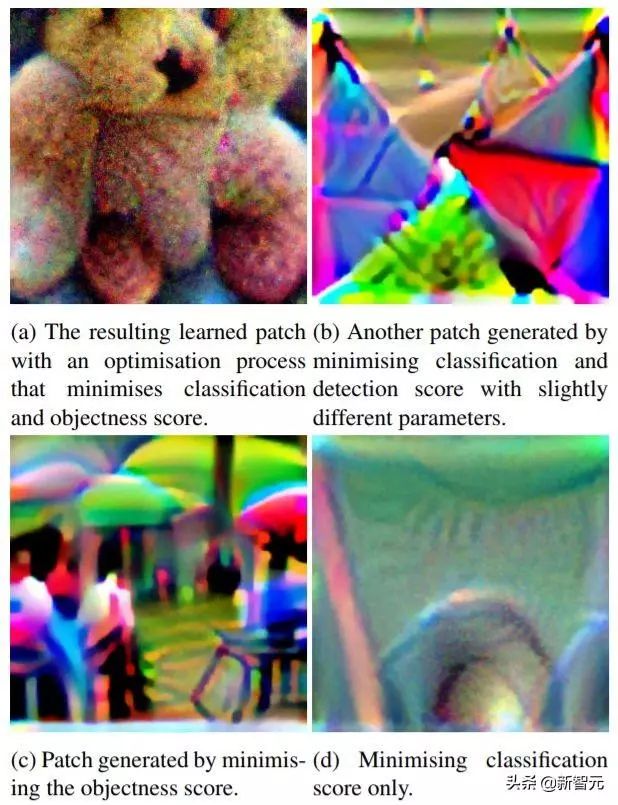 (a) The resulting learned patch
with an optimisation process
that minimises classification
and objectness score.
(b) Another patch generated by
minimising classification and
detection score with slightly
different parameters.
(c) Patch generated by minimis-
ing the objectness score.
(d) Minimising classification
score only.
头条 @新智元